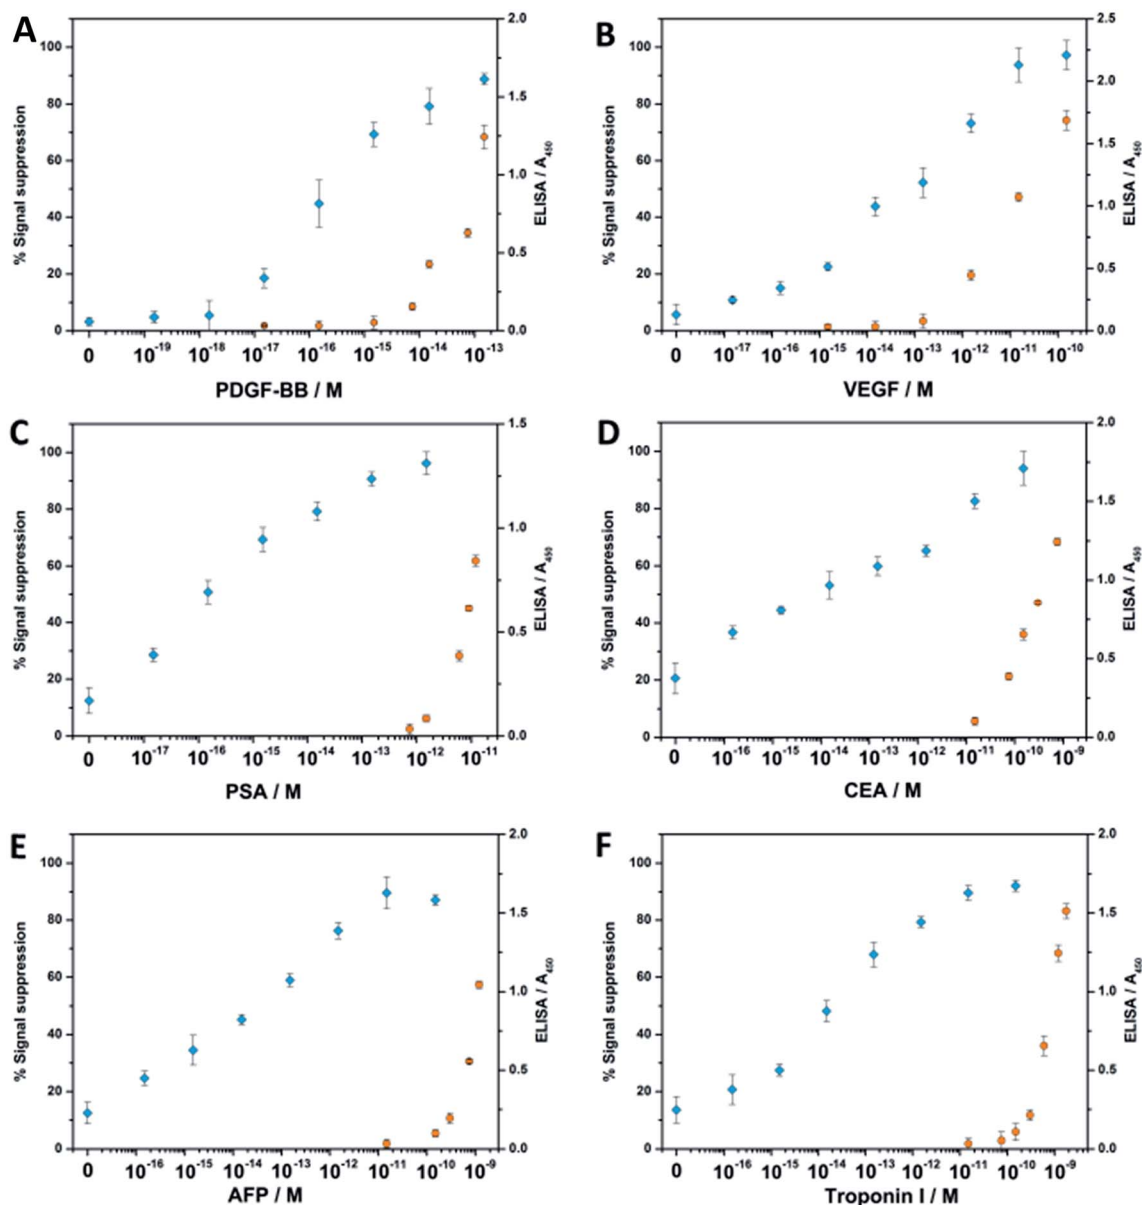 A
% Signal suppression
100
80
60
40
20
0
2.0
1.5
1.0
0.5
0.0
ELISA / A₄₅₀
0 10⁻¹⁹ 10⁻¹⁸ 10⁻¹⁷ 10⁻¹⁶ 10⁻¹⁵ 10⁻¹⁴ 10⁻¹³
PDGF-BB / M
B
% Signal suppression
100
80
60
40
20
0
2.5
2.0
1.5
1.0
0.5
0.0
ELISA / A₄₅₀
0 10⁻¹⁷ 10⁻¹⁶ 10⁻¹⁵ 10⁻¹⁴ 10⁻¹³ 10⁻¹² 10⁻¹¹ 10⁻¹⁰
VEGF / M
C
% Signal suppression
100
80
60
40
20
0
1.5
1.0
0.5
0.0
ELISA / A₄₅₀
0 10⁻¹⁷ 10⁻¹⁶ 10⁻¹⁵ 10⁻¹⁴ 10⁻¹³ 10⁻¹² 10⁻¹¹
PSA / M
D
% Signal suppression
100
80
60
40
20
0
2.0
1.5
1.0
0.5
0.0
ELISA / A₄₅₀
0 10⁻¹⁶ 10⁻¹⁵ 10⁻¹⁴ 10⁻¹³ 10⁻¹² 10⁻¹¹ 10⁻¹⁰ 10⁻⁹
CEA / M
E
% Signal suppression
100
80
60
40
20
0
2.0
1.5
1.0
0.5
0.0
ELISA / A₄₅₀
0 10⁻¹⁶ 10⁻¹⁵ 10⁻¹⁴ 10⁻¹³ 10⁻¹² 10⁻¹¹ 10⁻¹⁰ 10⁻⁹
AFP / M
F
% Signal suppression
100
80
60
40
20
0
2.0
1.5
1.0
0.5
0.0
ELISA / A₄₅₀
0 10⁻¹⁶ 10⁻¹⁵ 10⁻¹⁴ 10⁻¹³ 10⁻¹² 10⁻¹¹ 10⁻¹⁰ 10⁻⁹
Troponin I / M